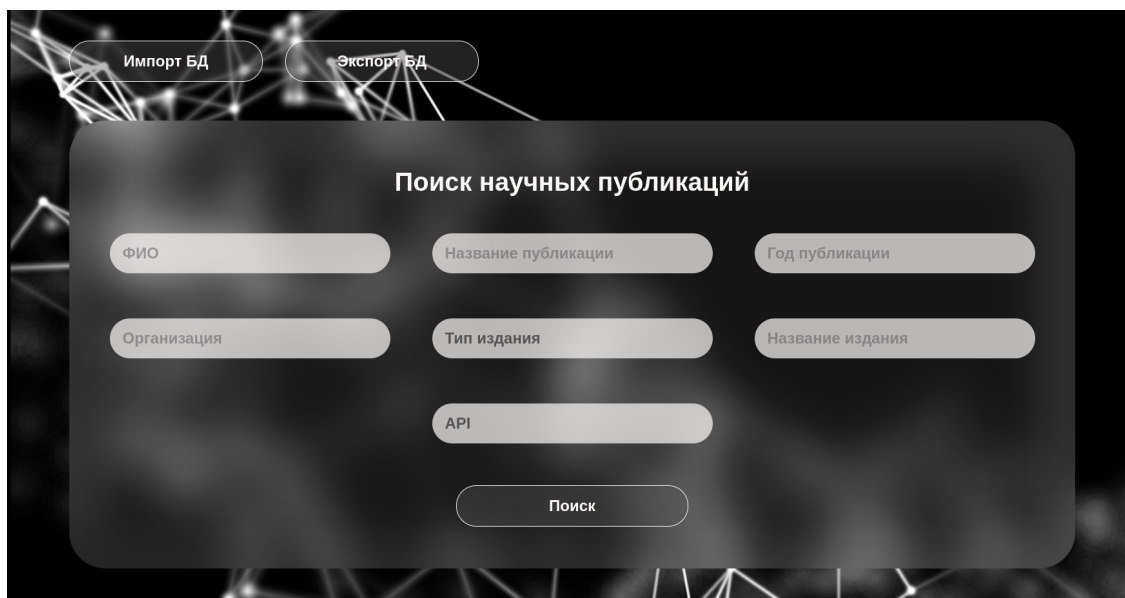 Импорт БД
Экспорт БД
Поиск научных публикаций
ФИО
Название публикации
Год публикации
Организация
Тип издания
Название издания
API
Поиск